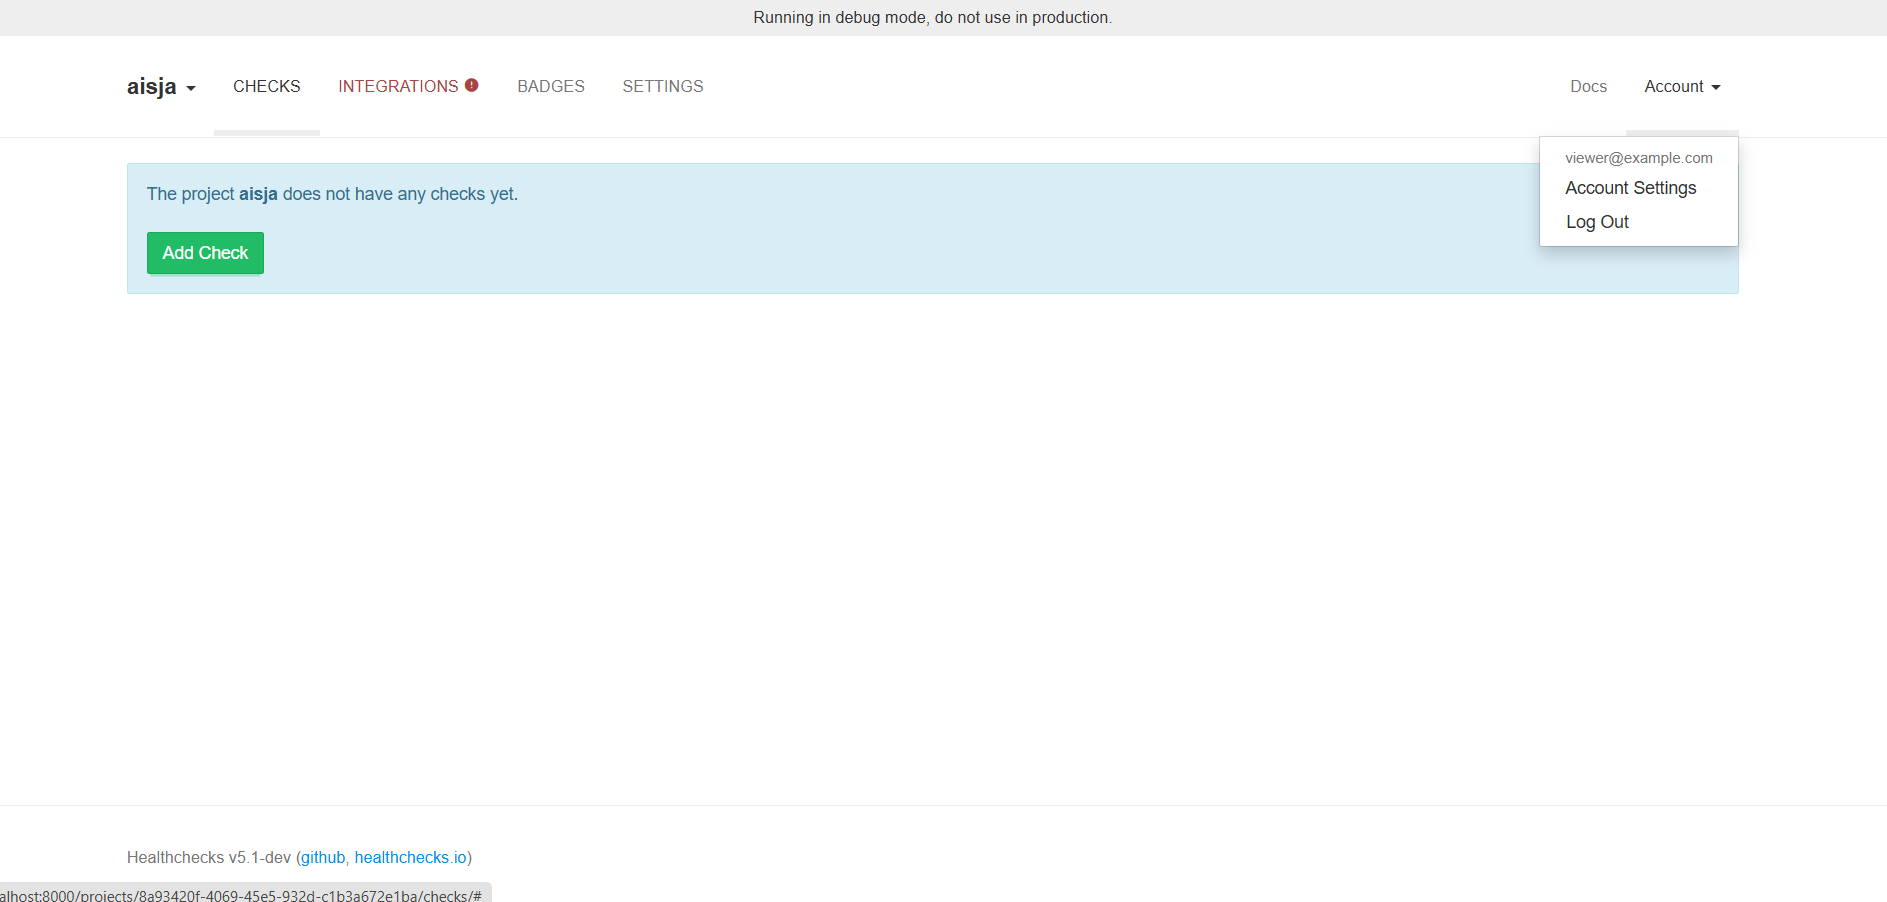 Running in debug mode, do not use in production.
aisja CHECKS INTEGRATIONS BADGES SETTINGS Docs Account
viewer@example.com
Account Settings
Log Out
The project aisja does not have any checks yet.
Add Check
Healthchecks v5.1-dev (github, healthchecks.io)
alhost:8000/projects/8a93420f-4069-45e5-932d-c1b3a672e1ba/checks/#